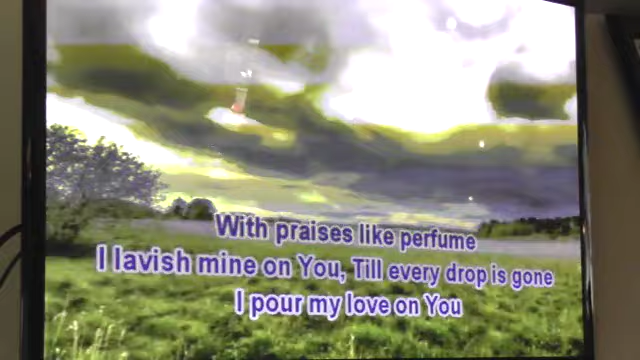 With praises like perfume
I lavish mine on You, Till every drop is gone
I pour my love on You